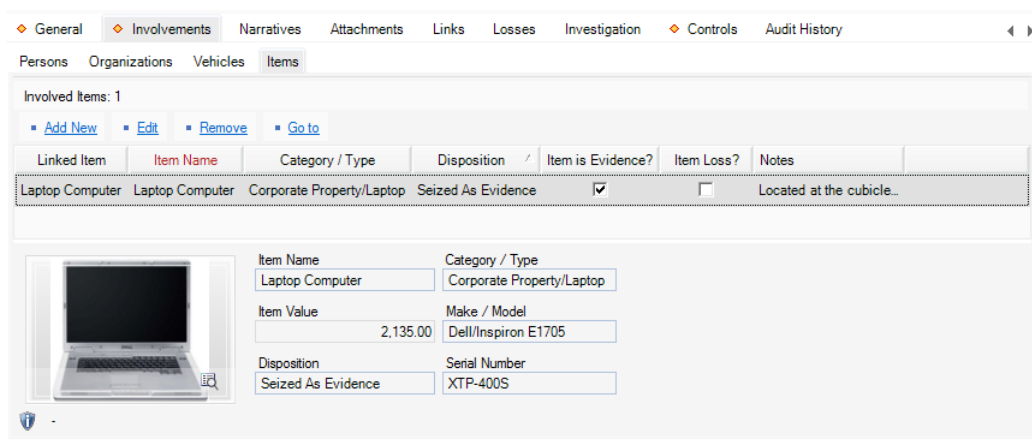 General Involvements Narratives Attachments Links Losses Investigation Controls Audit History
Persons Organizations Vehicles Items
Involved Items: 1
Add New Edit Remove Go to
Linked Item Item Name Category / Type Disposition Item is Evidence? Item Loss? Notes
Laptop Computer Laptop Computer Corporate Property/Laptop Seized As Evidence Located at the cubicle...
Item Name Category / Type
Laptop Computer Corporate Property/Laptop
Item Value Make / Model
2,135.00 Dell/Inspiron E1705
Disposition Serial Number
Seized As Evidence XTP-400S
-